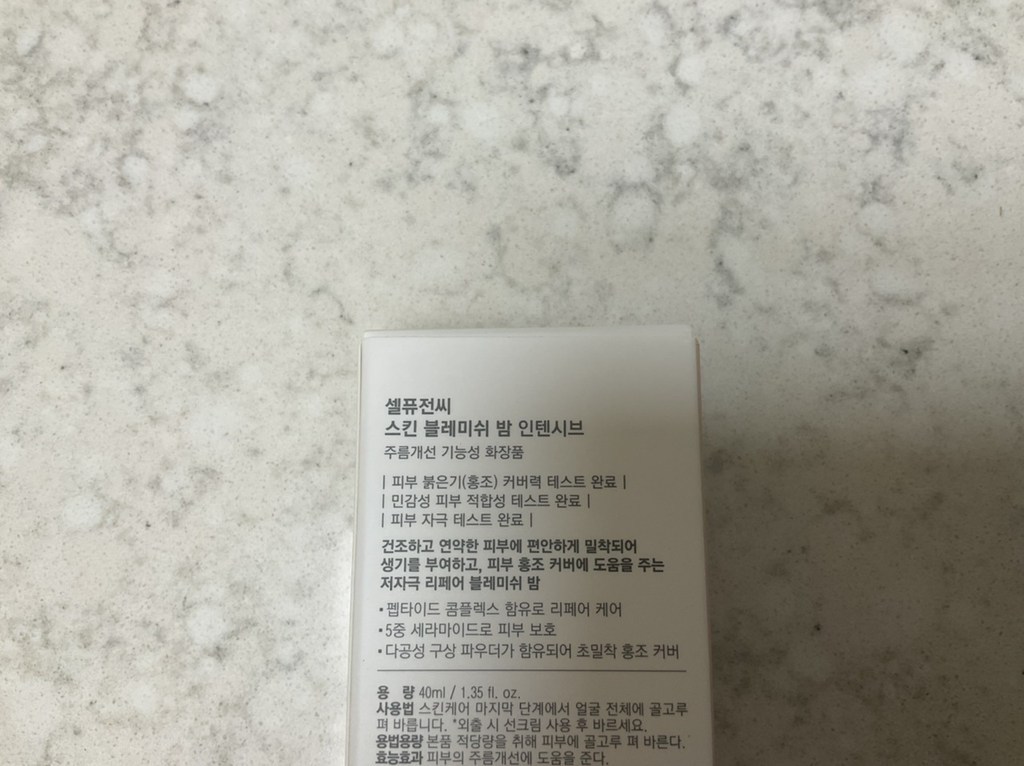 셀퓨전씨
스킨 블레미쉬 밤 인텐시브
주름개선 기능성 화장품
| 피부 붉은기(홍조) 커버력 테스트 완료 |
| 민감성 피부 적합성 테스트 완료 |
| 피부 자극 테스트 완료 |
건조하고 연약한 피부에 편안하게 밀착되어
생기를 부여하고, 피부 홍조 커버에 도움을 주는
저자극 리페어 블레미쉬 밤
• 펩타이드 콤플렉스 함유로 리페어 케어
• 5중 세라마이드로 피부 보호
• 다공성 구상 파우더가 함유되어 초밀착 홍조 커버
용 량 40ml / 1.35 fl. oz.
사용법 스킨케어 마지막 단계에서 얼굴 전체에 골고루
펴 바릅니다. *외출 시 선크림 사용 후 바르세요.
용법용량 본품 적당량을 취해 피부에 골고루 펴 바른다.
효능효과 피부의 주름개선에 도움을 준다.